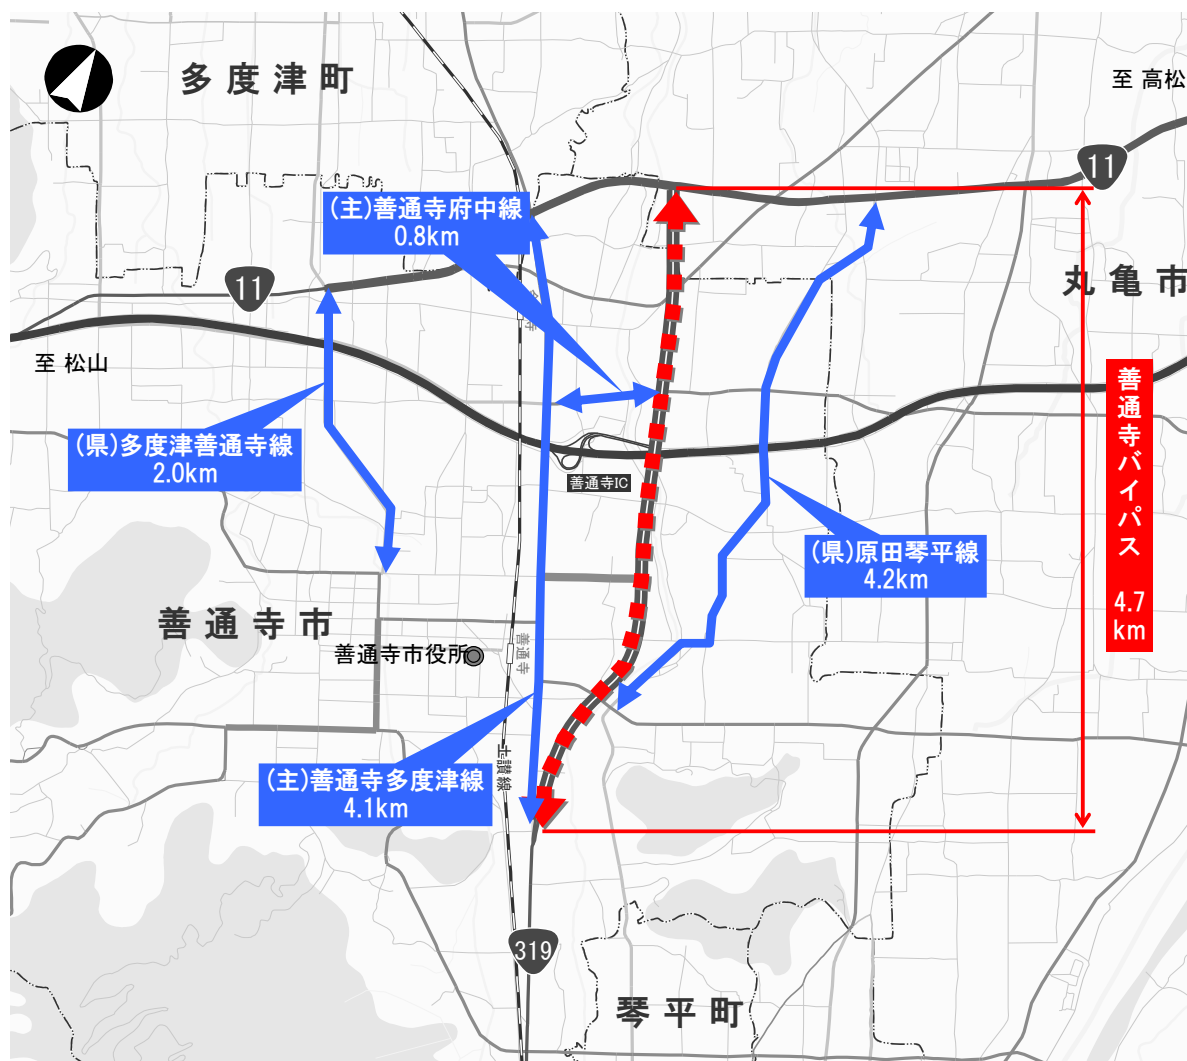 多度津町
至 高松
11
(主)善通寺府中線
0.8km
11
丸亀市
至 松山
善通寺バイパス
4.7
km
(県)多度津善通寺線
2.0km
善通寺IC
(県)原田琴平線
4.2km
善通寺市
善通寺市役所
善通寺
土讃線
(主)善通寺多度津線
4.1km
319
琴平町